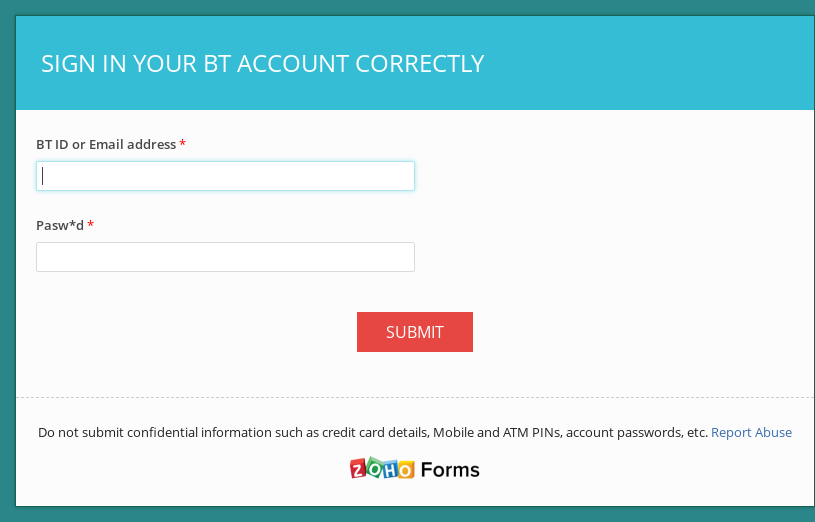 SIGN IN YOUR BT ACCOUNT CORRECTLY
BT ID or Email address *
Pasw*d *
SUBMIT
Do not submit confidential information such as credit card details, Mobile and ATM PINs, account passwords, etc. Report Abuse
ZOHO Forms